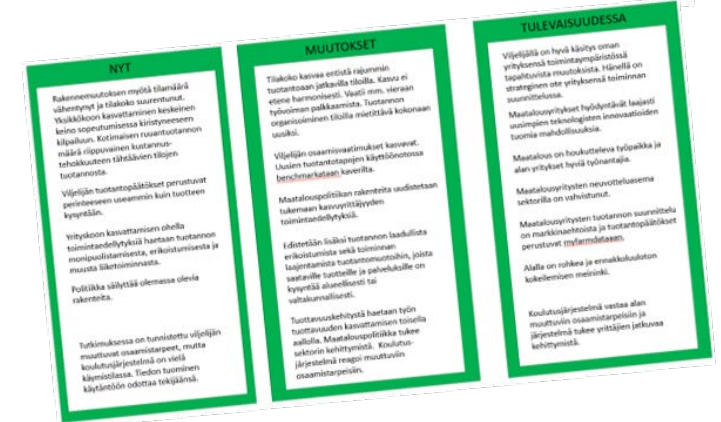 NYT
Rakennemuutoksen myötä tilamäärä
vähentynyt ja tilakoko suurentunut.
Yksikkökoon kasvattaminen keskeinen
keino sopeutumisessa kiristyneeseen
kilpailuun. Kotimaisen ruuantuotannon
määrä riippuvainen kustannus-
tehokkuuteen tähtäävien tilojen
tuotannosta.
Viljelijän tuotantopäätökset perustuvat
perinteeseen useammin kuin tuotteen
kysyntään.
Yrityskoon kasvattamisen ohella
toimintaedellytyksiä haetaan tuotannon
monipuolistamisesta, erikoistumisesta ja
muusta liiketoiminnasta.
Politiikka säilyttää olemassa olevia
rakenteita.
Tutkimuksessa on tunnistettu viljelijän
muuttuvat osaamistarpeet, mutta
koulutusjärjestelmä on vielä
käymistilassa. Tiedon tuominen
käytäntöön odottaa tekijäänsä.
MUUTOKSET
Tilakoko kasvaa entistä rajummin
tuotantoaan jatkavilla tiloilla. Kasvu ei
etene harmonisesti. Vaatii mm. vieraan
työvoiman palkkaamista. Tuotannon
organisoiminen tiloilla mietittävä kokonaan
uusiksi.
Viljelijän osaamisvaatimukset kasvavat.
Uusien tuotantotapojen käyttöönotossa
benchmarkataan kaverilta.
Maatalouspolitiikan rakenteita uudistetaan
tukemaan kasvuyrittäjyyden
toimintaedellytyksiä.
Edistetään lisäksi tuotannon laadullista
erikoistumista sekä toiminnan
laajentamista tuotantomuotoihin, joista
saataville tuotteille ja palveluksille on
kysyntää alueellisesti tai
valtakunnallisesti.
Tuottavuuskehitystä haetaan työn
tuottavuuden kasvattamisen toisella
aallolla. Maatalouspolitiikka tukee
sektorin kehittymistä. Koulutus-
järjestelmä reagoi muuttuviin
osaamistarpeisiin.
TULEVAISUUDESSA
Viljelijällä on hyvä käsitys oman
yrityksensä toimintaympäristössä
tapahtuvista muutoksista. Hänellä on
strateginen ote yrityksensä toiminnan
suunnittelussa.
Maatalousyritykset hyödyntävät laajasti
uusimpien teknologisten innovaatioiden
tuomia mahdollisuuksia.
Maatalous on houkutteleva työpaikka ja
alan yritykset hyviä työnantajia.
Maatalousyritysten neuvotteluasema
sektorilla on vahvistunut.
Maatalousyritysten tuotannon suunnittelu
on markkinaehtoista ja tuotantopäätökset
perustuvat myfarmdataaan.
Alalla on rohkea ja ennakkoluuloton
kokeilemisen meininki.
Koulutusjärjestelmä vastaa alan
muuttuviin osaamistarpeisiin ja
järjestelmä tukee yrittäjien jatkuvaa
kehittymistä.